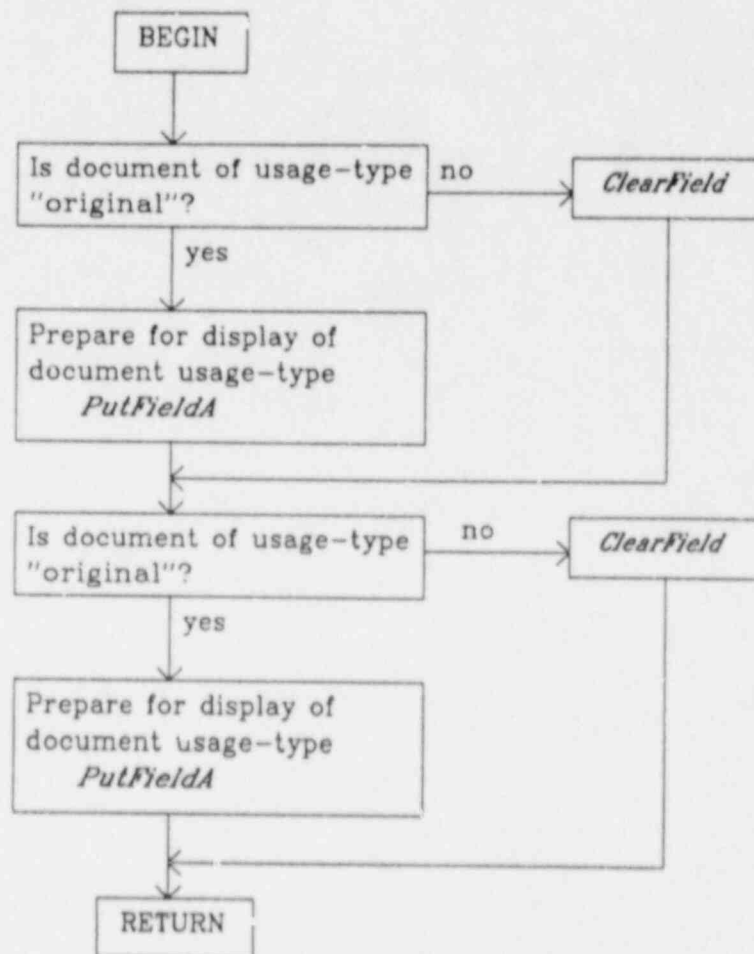 BEGIN
Is document of usage-type
"original"?
no
ClearField
yes
Prepare for display of
document usage-type
PutFieldA
Is document of usage-type
"original"?
no
ClearField
yes
Prepare for display of
document usage-type
PutFieldA
RETURN